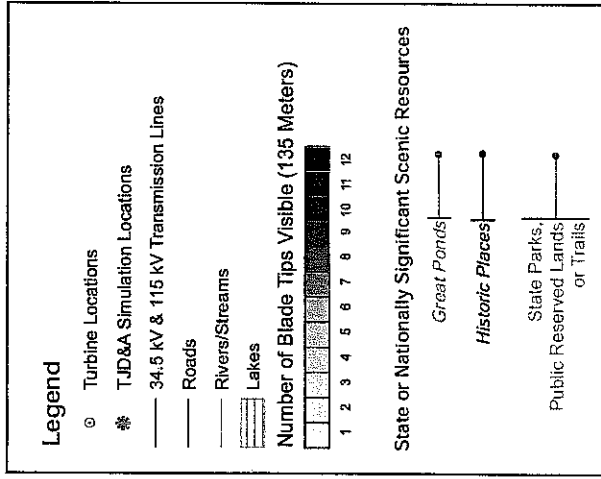 Legend
Turbine Locations
TJD&A Simulation Locations
34.5 kV & 115 kV Transmission Lines
Roads
Rivers/Streams
Lakes
Number of Blade Tips Visible (135 Meters)
1 2 3 4 5 6 7 8 9 10 11 12
State or Nationally Significant Scenic Resources
Great Ponds
Historic Places
State Parks,
Public Reserved Lands
or Trails